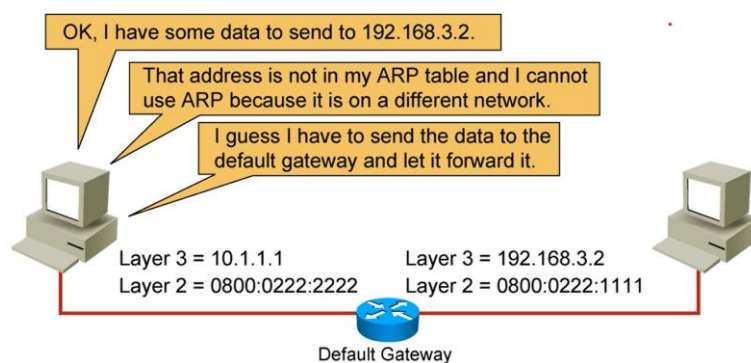 OK, I have some data to send to 192.168.3.2.
That address is not in my ARP table and I cannot
use ARP because it is on a different network.
I guess I have to send the data to the
default gateway and let it forward it.
Layer 3 = 10.1.1.1
Layer 2 = 0800:0222:2222
Layer 3 = 192.168.3.2
Layer 2 = 0800:0222:1111
Default Gateway